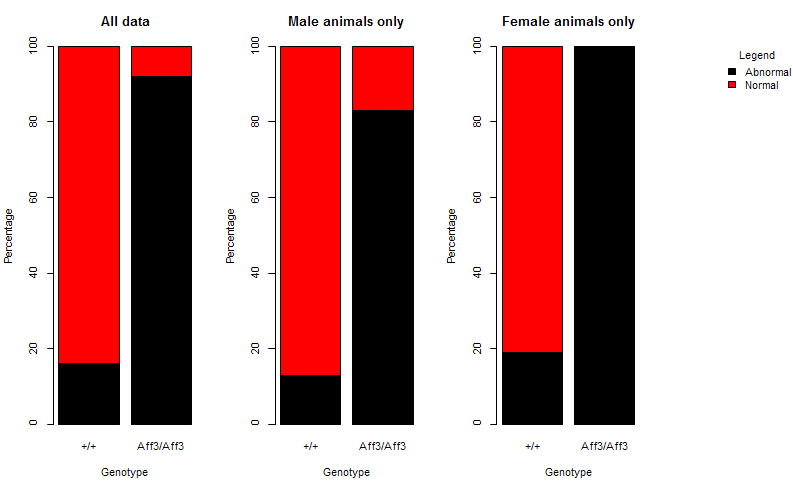 All data
Male animals only
Female animals only
Legend
Abnormal
Normal
Percentage
0
20
40
60
80
100
+/+
Aff3/Aff3
Genotype
Percentage
0
20
40
60
80
100
+/+
Aff3/Aff3
Genotype
Percentage
0
20
40
60
80
100
+/+
Aff3/Aff3
Genotype